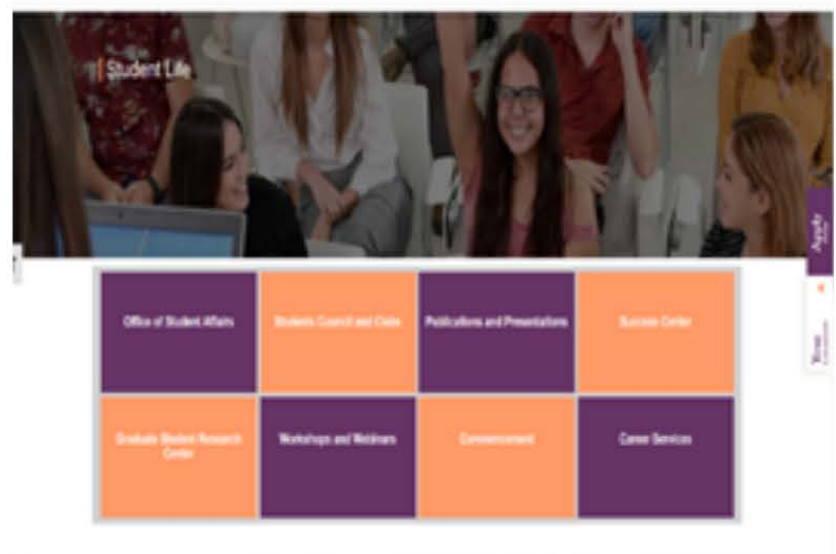 Student Life
Office of Student Affairs
Students Council and Clubs
Publications and Presentations
Success Center
Graduate Student Research
Center
Workshops and Webinars
Commencement
Career Services
Apply